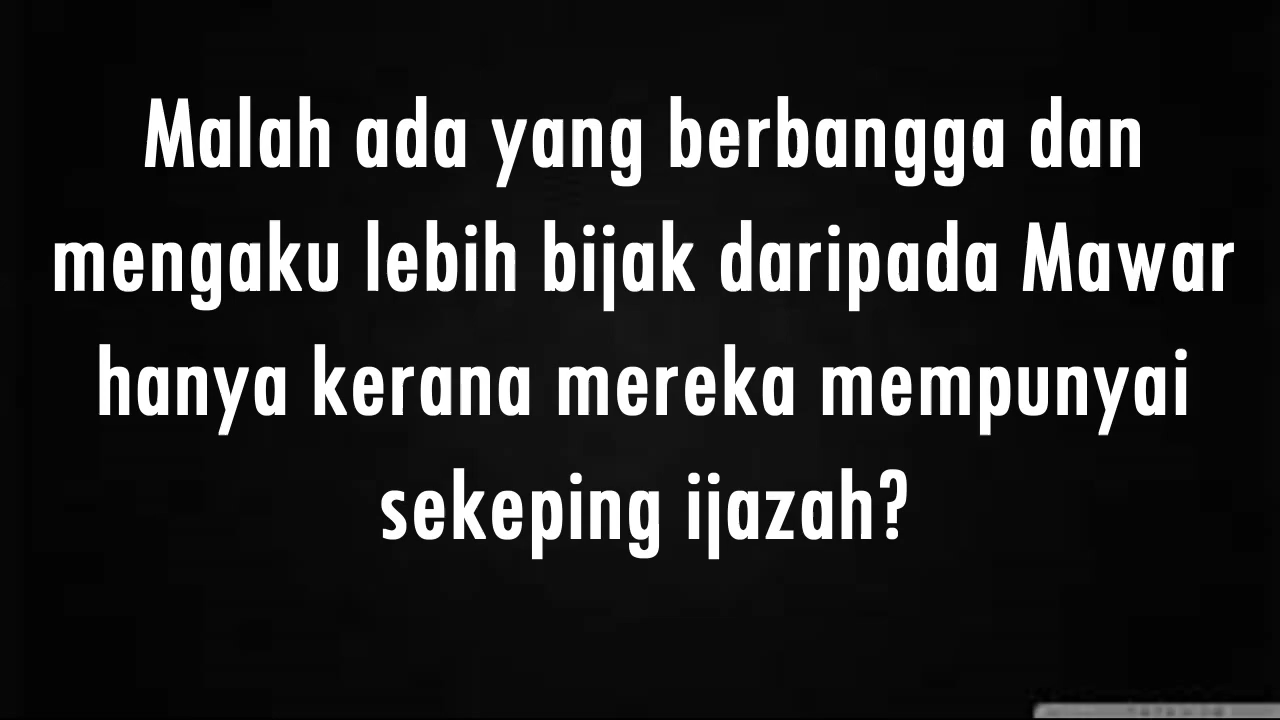 Malah ada yang berbangga dan
mengaku lebih bijak daripada Mawar
hanya kerana mereka mempunyai
sekeping ijazah?